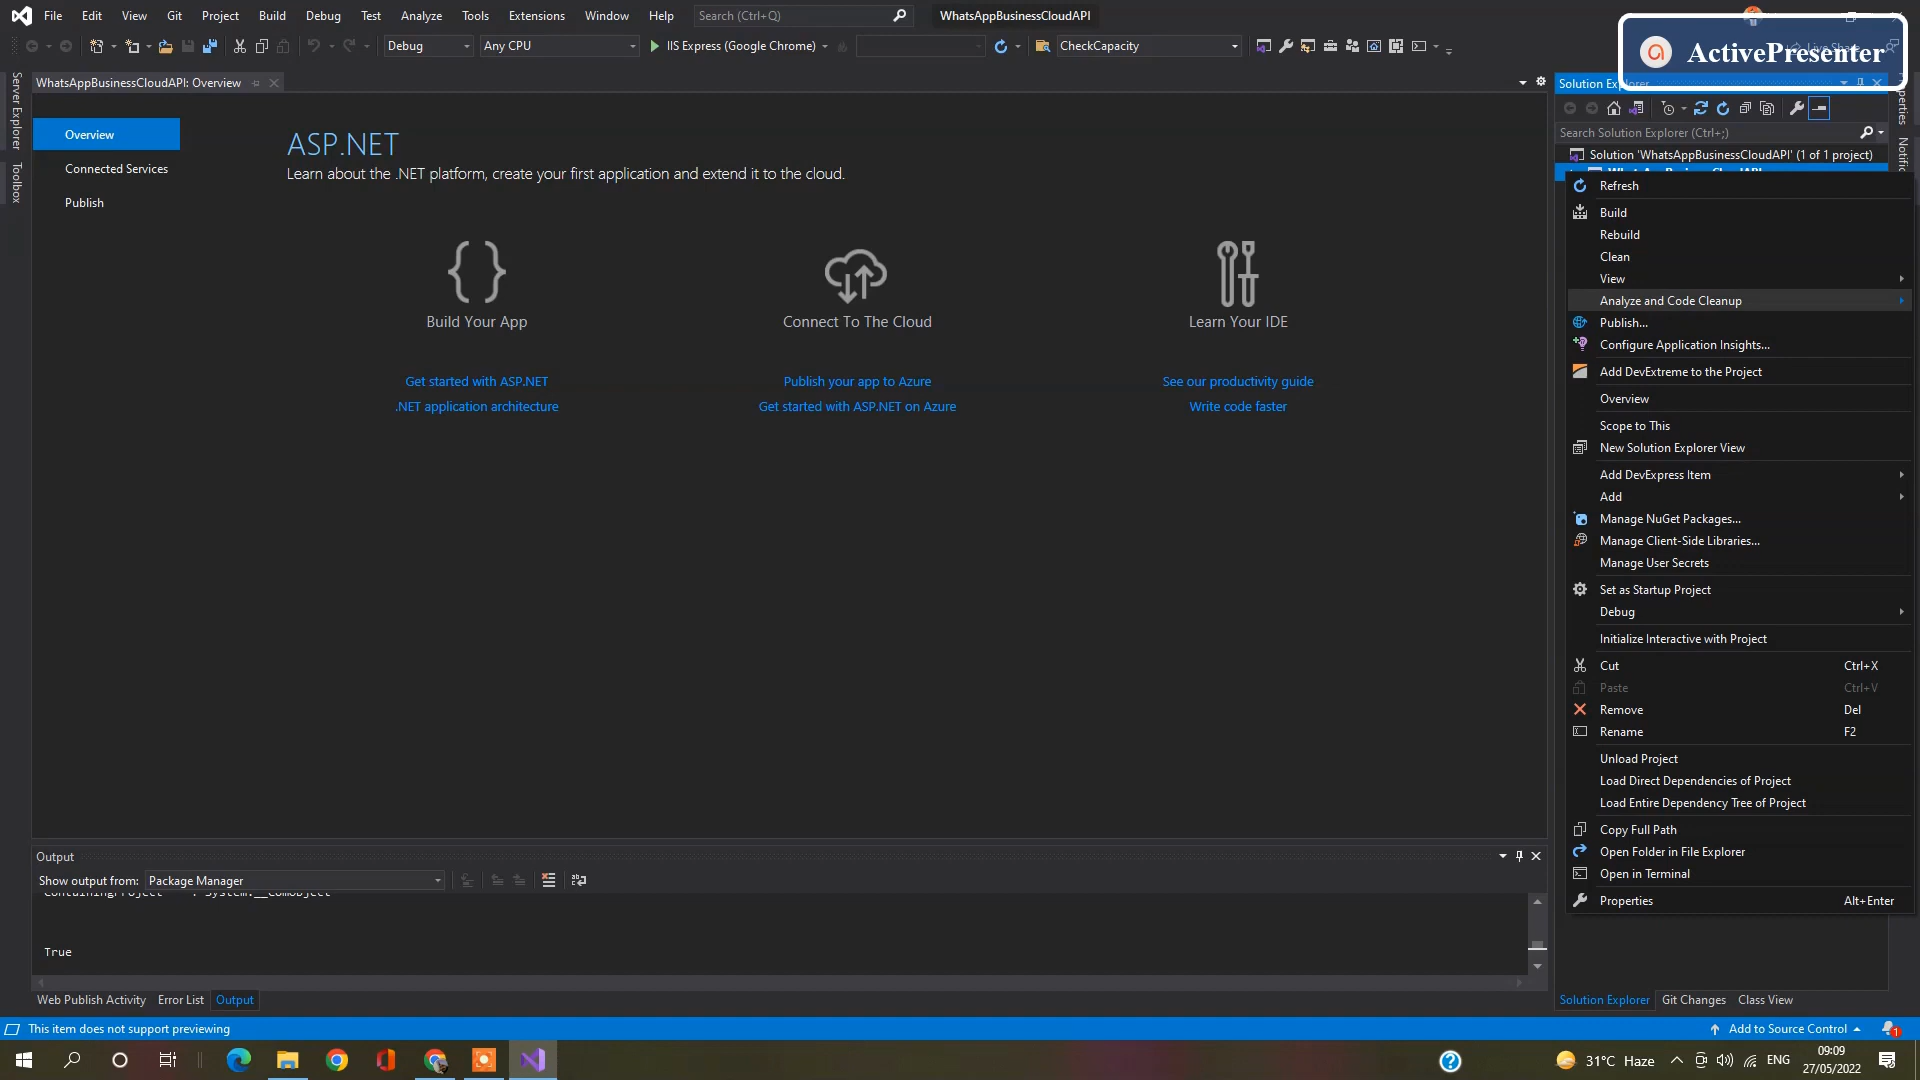 File Edit View Git Project Build Debug Test Analyze Tools Extensions Window Help Search (Ctrl+Q) WhatsAppBusinessCloudAPI
ActivePresenter
Debug Any CPU IIS Express (Google Chrome) CheckCapacity
WhatsAppBusinessCloudAPI: Overview
Server Explorer
Toolbox
Overview
Connected Services
Publish
ASP.NET
Learn about the .NET platform, create your first application and extend it to the cloud.
Build Your App
Get started with ASP.NET
.NET application architecture
Connect To The Cloud
Publish your app to Azure
Get started with ASP.NET on Azure
Learn Your IDE
See our productivity guide
Write code faster
Solution Explorer
Search Solution Explorer (Ctrl+;)
Solution 'WhatsAppBusinessCloudAPI' (1 of 1 project)
WhatsAppBusinessCloudAPI
Refresh
Build
Rebuild
Clean
View
Analyze and Code Cleanup
Publish...
Configure Application Insights...
Add DevExtreme to the Project
Overview
Scope to This
New Solution Explorer View
Add DevExpress Item
Add
Manage NuGet Packages...
Manage Client-Side Libraries...
Manage User Secrets
Set as Startup Project
Debug
Initialize Interactive with Project
Cut Ctrl+X
Paste Ctrl+V
Remove Del
Rename F2
Unload Project
Load Direct Dependencies of Project
Load Entire Dependency Tree of Project
Copy Full Path
Open Folder in File Explorer
Open in Terminal
Properties Alt+Enter
Output
Show output from: Package Manager
ContainingProject : System.__ComObject
True
Web Publish Activity Error List Output
Solution Explorer Git Changes Class View
This item does not support previewing
Add to Source Control
1
31°C Haze
ENG
09:09
27/05/2022